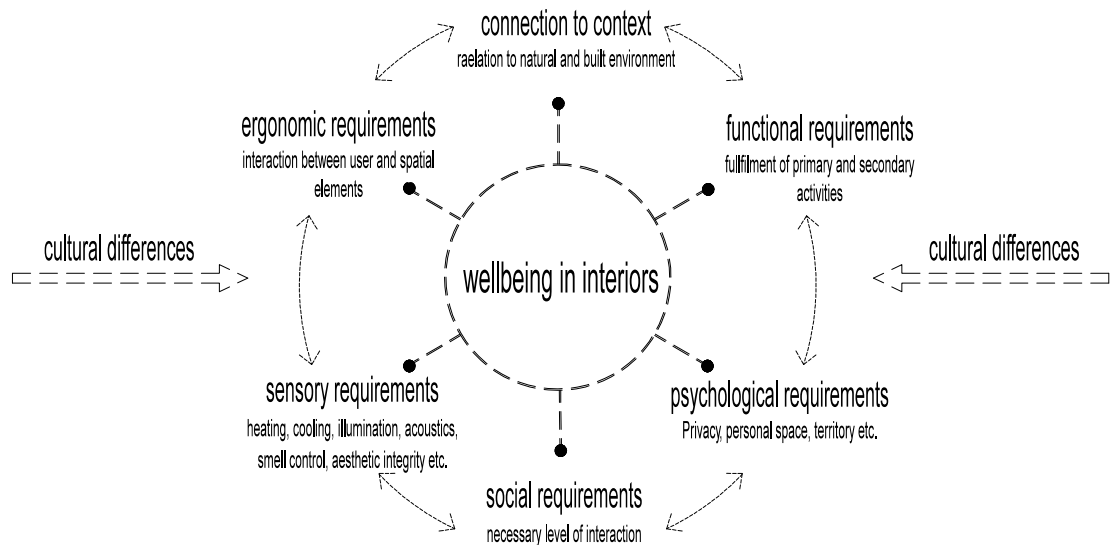 connection to context
raelation to natural and built environment
ergonomic requirements
interaction between user and spatial
elements
functional requirements
fullfilment of primary and secondary
activities
cultural differences
wellbeing in interiors
cultural differences
sensory requirements
heating, cooling, illumination, acoustics,
smell control, aesthetic integrity etc.
psychological requirements
Privacy, personal space, territory etc.
social requirements
necessary level of interaction